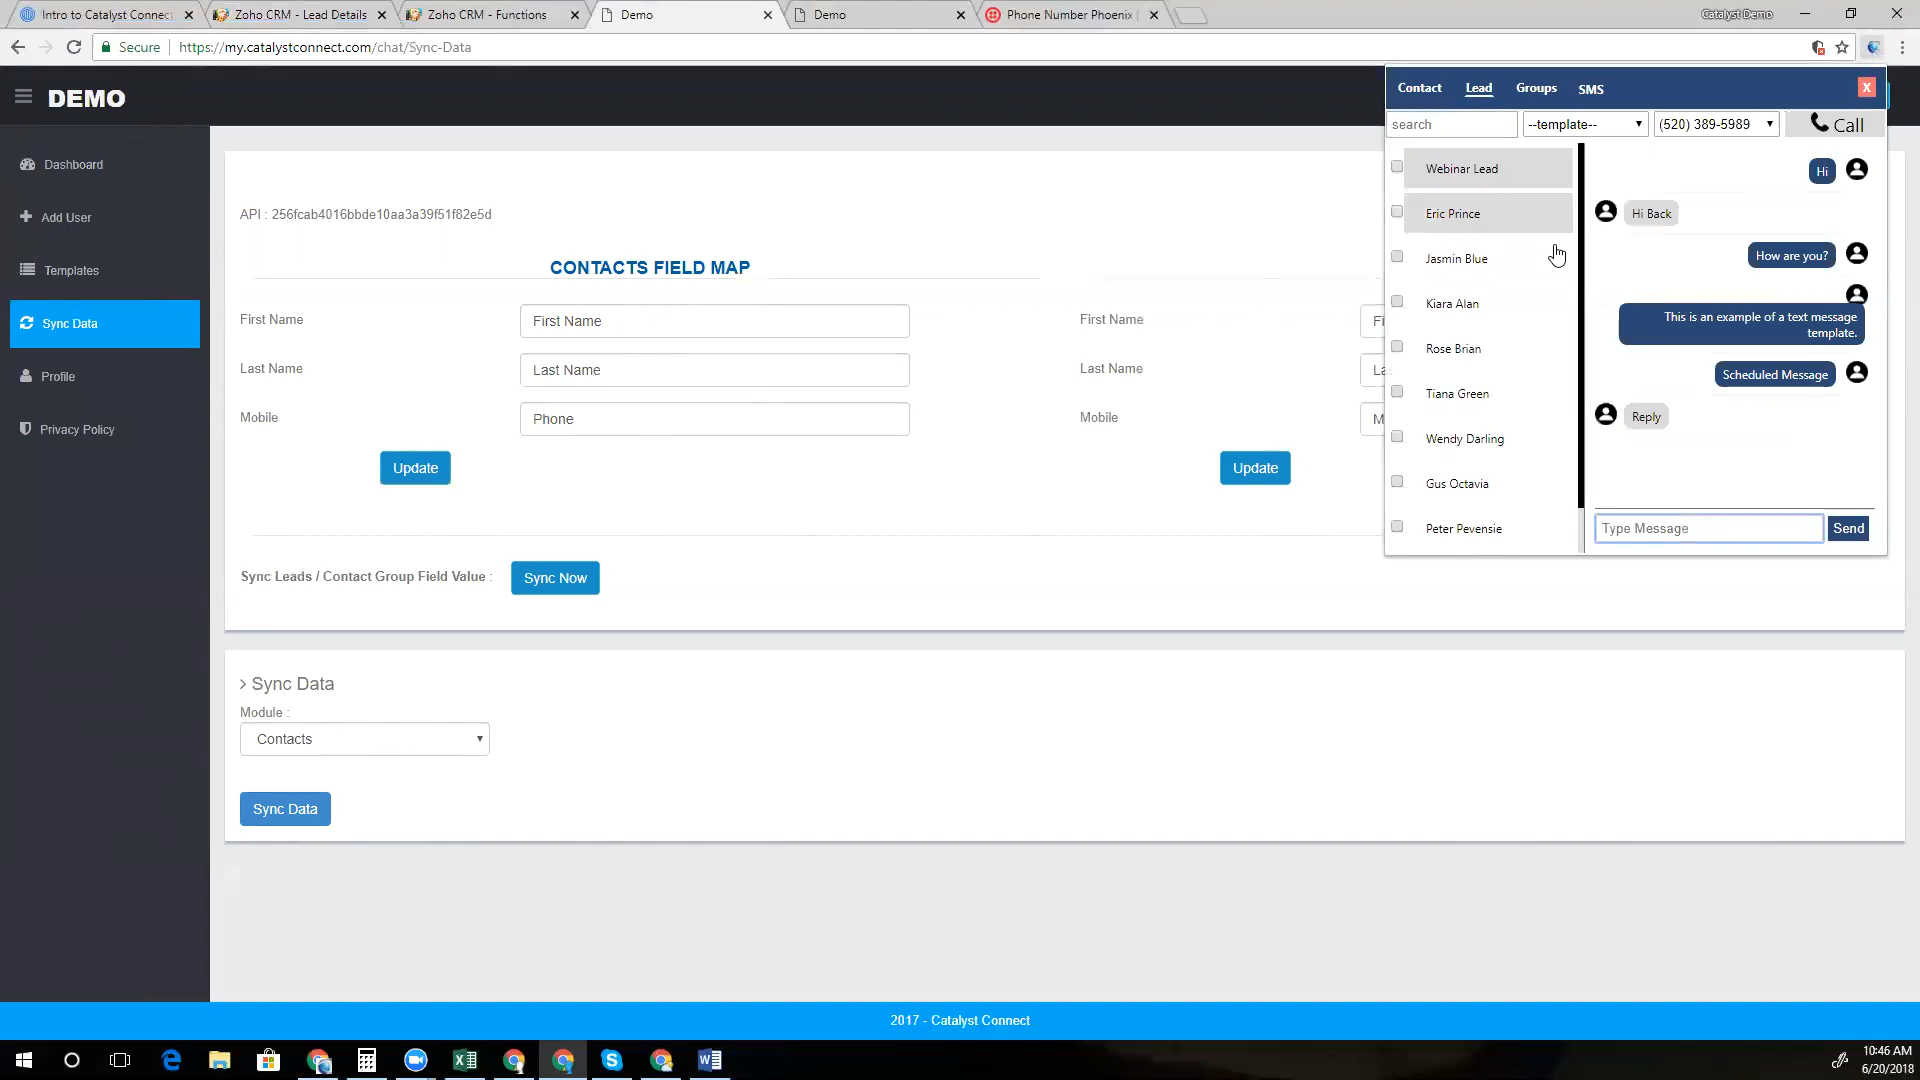 Intro to Catalyst Connect
Zoho CRM - Lead Details
Zoho CRM - Functions
Demo
Demo
Phone Number Phoenix
Catalyst Demo
Secure
https://my.catalystconnect.com/chat/Sync-Data
DEMO
Dashboard
Add User
Templates
Sync Data
Profile
Privacy Policy
API : 256fcab4016bbde10aa3a39f51f82e5d
CONTACTS FIELD MAP
First Name
First Name
Last Name
Last Name
Mobile
Phone
Update
First Name
Fi
Last Name
La
Mobile
M
Update
Sync Leads / Contact Group Field Value :
Sync Now
> Sync Data
Module :
Contacts
Sync Data
Contact
Lead
Groups
SMS
X
search
--template--
(520) 389-5989
Call
Webinar Lead
Eric Prince
Jasmin Blue
Kiara Alan
Rose Brian
Tiana Green
Wendy Darling
Gus Octavia
Peter Pevensie
Hi
Hi Back
How are you?
This is an example of a text message
template.
Scheduled Message
Reply
Type Message
Send
2017 - Catalyst Connect
10:46 AM
6/20/2018